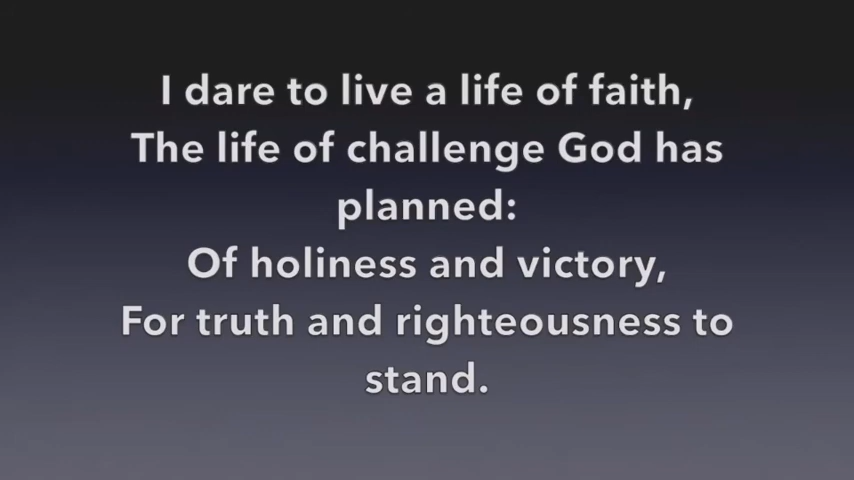 I dare to live a life of faith,
The life of challenge God has
planned:
Of holiness and victory,
For truth and righteousness to
stand.